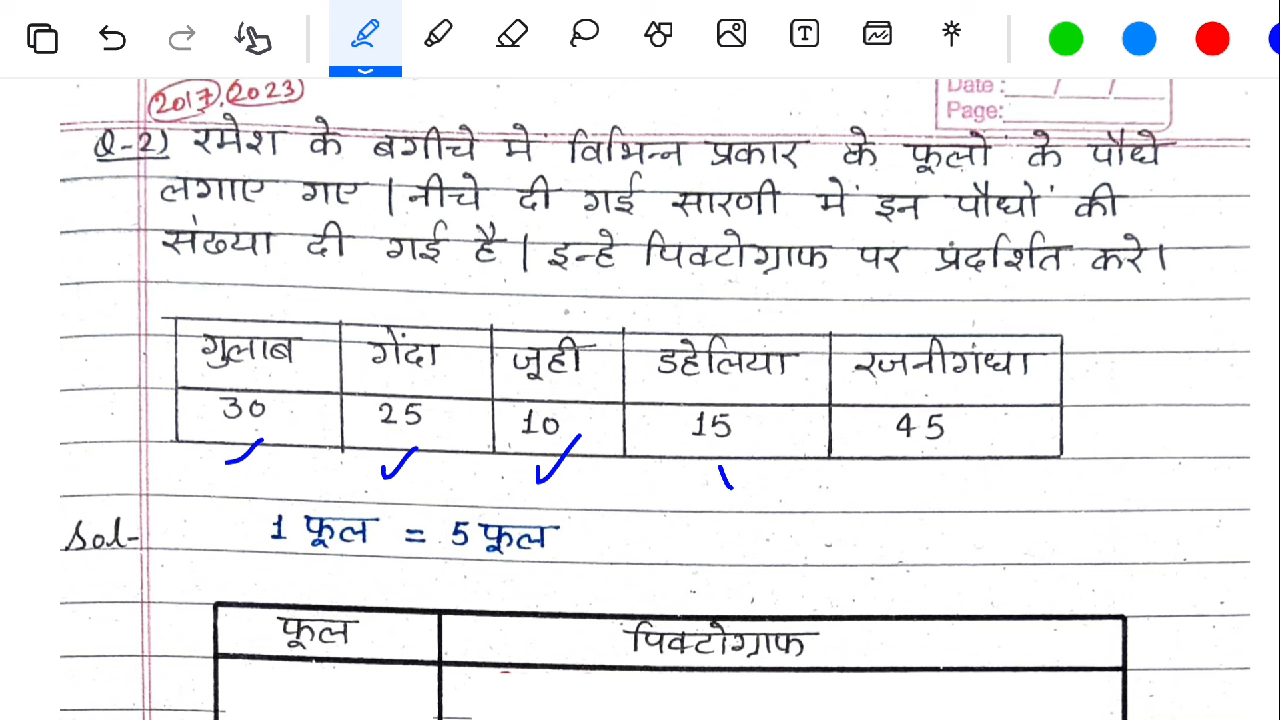 Date: / /
Page:
2017, 2023
Q-2) रमेश के बगीचे में विभिन्न प्रकार के फूलों के पौधे
लगाए गए | नीचे दी गई सारणी में इन पौधों की
संख्या दी गई है | इन्हे पिक्टोग्राफ पर प्रंदर्शित करे।
गुलाब गेंदा जूही डहेलिया रजनीगंधा
30 25 10 15 45
Sol- 1 फूल = 5 फूल
फूल पिक्टोग्राफ